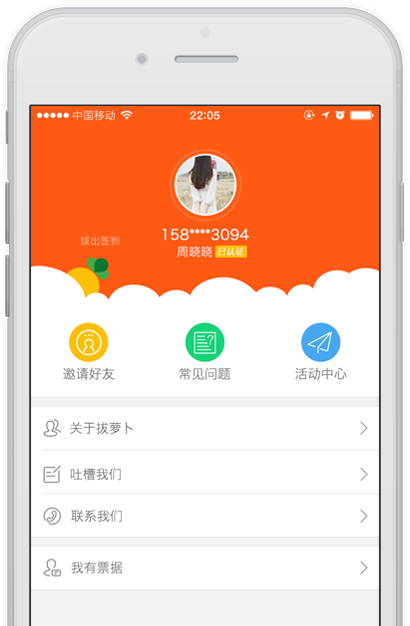 中国移动 22:05
158****3094
拔出签到
周晓晓 已认证
邀请好友 常见问题 活动中心
关于拔萝卜
吐槽我们
联系我们
我有票据